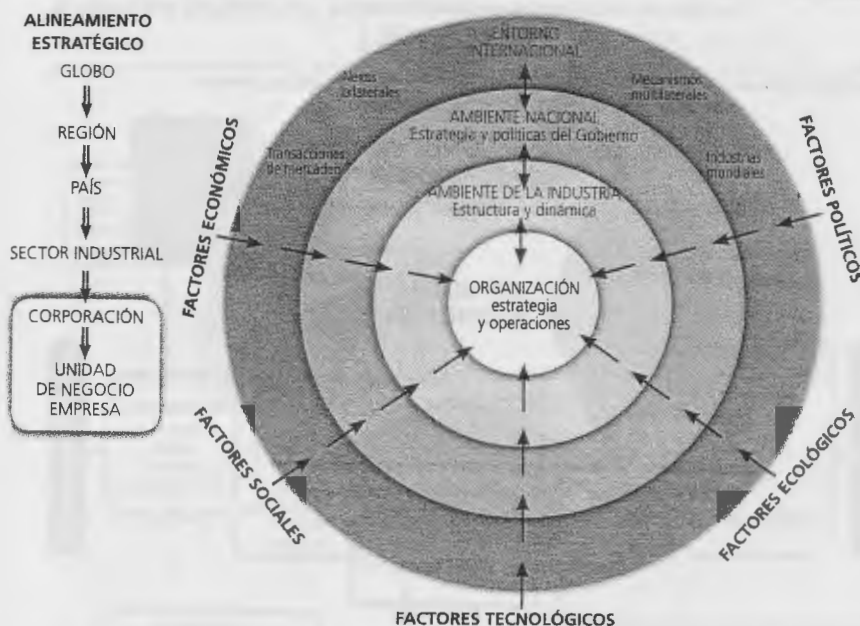 ALINEAMIENTO
ESTRATÉGICO
GLOBO
REGIÓN
PAÍS
SECTOR INDUSTRIAL
CORPORACIÓN
UNIDAD
DE NEGOCIO
EMPRESA
ENTORNO
INTERNACIONAL
Nexos
bilaterales
Mecanismos
multilaterales
Transacciones
de mercadeo
Industrias
mundiales
AMBIENTE NACIONAL
Estrategia y políticas del Gobierno
AMBIENTE DE LA INDUSTRIA
Estructura y dinámica
ORGANIZACIÓN
estrategia
y operaciones
FACTORES ECONÓMICOS
FACTORES POLÍTICOS
FACTORES SOCIALES
FACTORES ECOLÓGICOS
FACTORES TECNOLÓGICOS